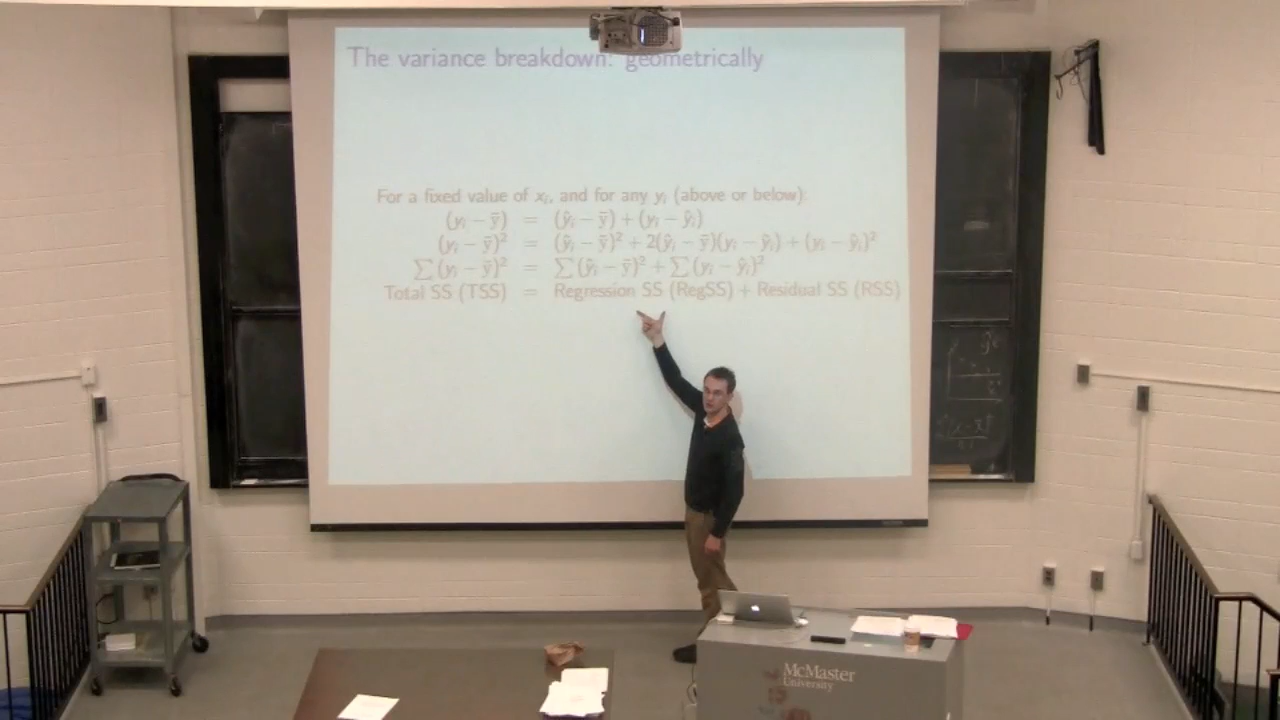 The variance breakdown: geometrically
For a fixed value of xᵢ, and for any yᵢ (above or below):
(yᵢ − ȳ) = (ŷᵢ − ȳ) + (yᵢ − ŷᵢ)
(yᵢ − ȳ)² = (ŷᵢ − ȳ)² + 2(ŷᵢ − ȳ)(yᵢ − ŷᵢ) + (yᵢ − ŷᵢ)²
∑(yᵢ − ȳ)² = ∑(ŷᵢ − ȳ)² + ∑(yᵢ − ŷᵢ)²
Total SS (TSS) = Regression SS (RegSS) + Residual SS (RSS)
McMaster
University